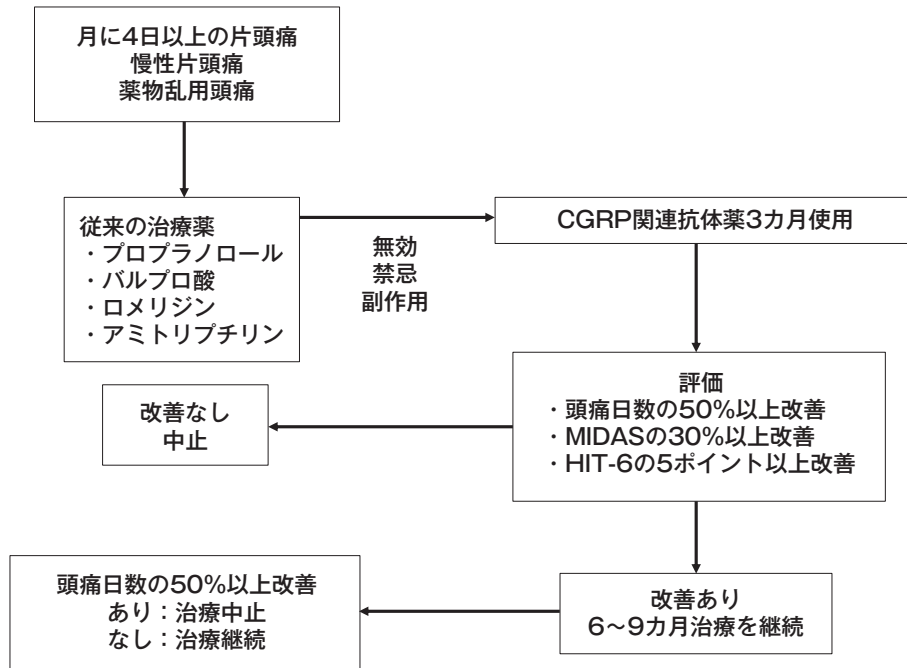 月に4日以上の片頭痛
慢性片頭痛
薬物乱用頭痛
従来の治療薬
・プロプラノロール
・バルプロ酸
・ロメリジン
・アミトリプチリン
無効
禁忌
副作用
CGRP関連抗体薬3カ月使用
評価
・頭痛日数の50%以上改善
・MIDASの30%以上改善
・HIT-6の5ポイント以上改善
改善なし
中止
改善あり
6～9カ月治療を継続
頭痛日数の50%以上改善
あり：治療中止
なし：治療継続